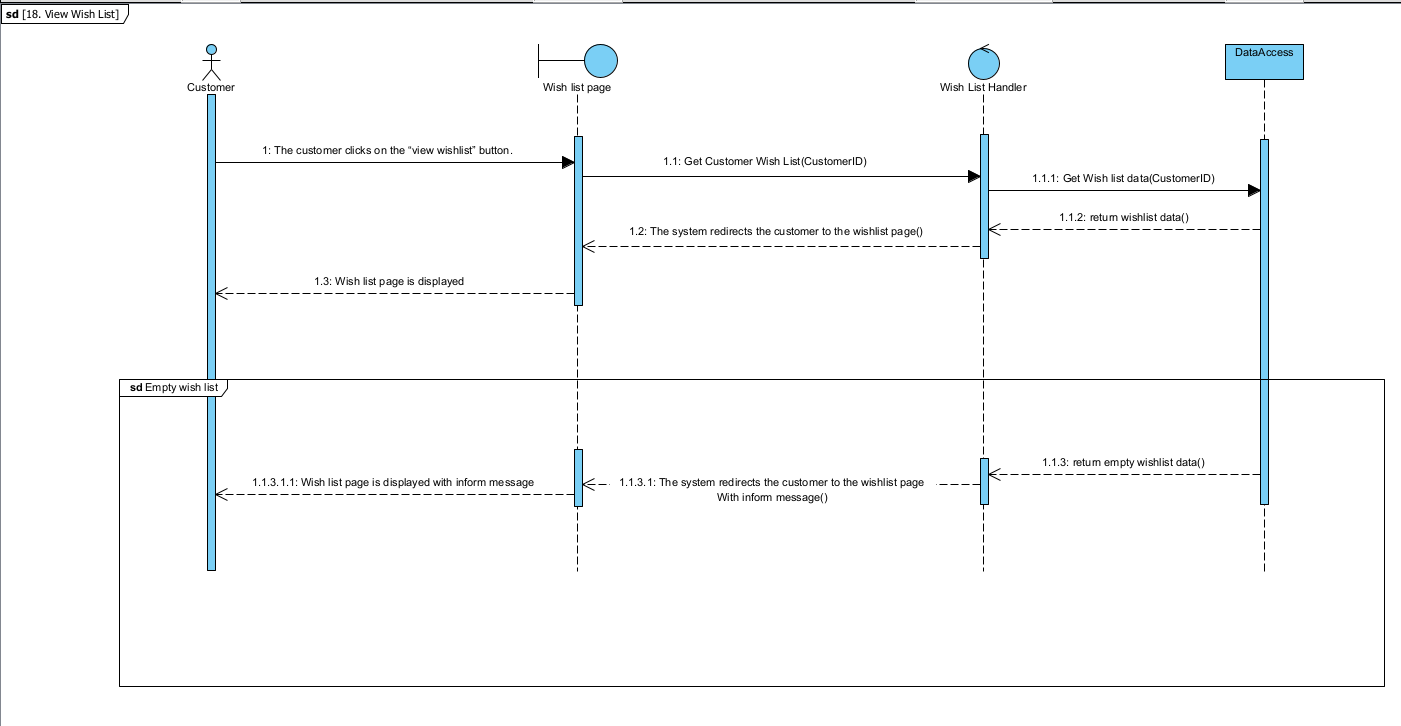 sd [18. View Wish List]
Customer
Wish list page
Wish List Handler
DataAccess
1: The customer clicks on the “view wishlist” button.
1.1: Get Customer Wish List(CustomerID)
1.1.1: Get Wish list data(CustomerID)
1.1.2: return wishlist data()
1.2: The system redirects the customer to the wishlist page()
1.3: Wish list page is displayed
sd Empty wish list
1.1.3: return empty wishlist data()
1.1.3.1: The system redirects the customer to the wishlist page
With inform message()
1.1.3.1.1: Wish list page is displayed with inform message